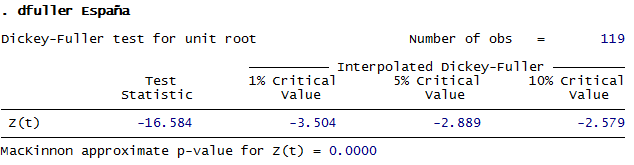 . dfuller España
Dickey-Fuller test for unit root Number of obs = 119
Interpolated Dickey-Fuller
Test 1% Critical 5% Critical 10% Critical
Statistic Value Value Value
Z(t) -16.584 -3.504 -2.889 -2.579
MacKinnon approximate p-value for Z(t) = 0.0000